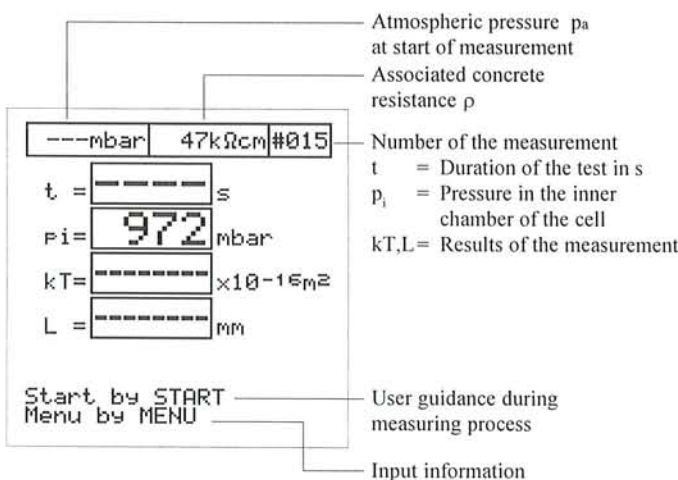 Atmospheric pressure pa
at start of measurement
Associated concrete
resistance ρ
---mbar 47kΩcm #015
Number of the measurement
t = ---- s
t = Duration of the test in s
pi= 972 mbar
pi = Pressure in the inner
chamber of the cell
kT= ------- x10-16m2
kT,L= Results of the measurement
L = ------- mm
Start by START
Menu by MENU
User guidance during
measuring process
Input information